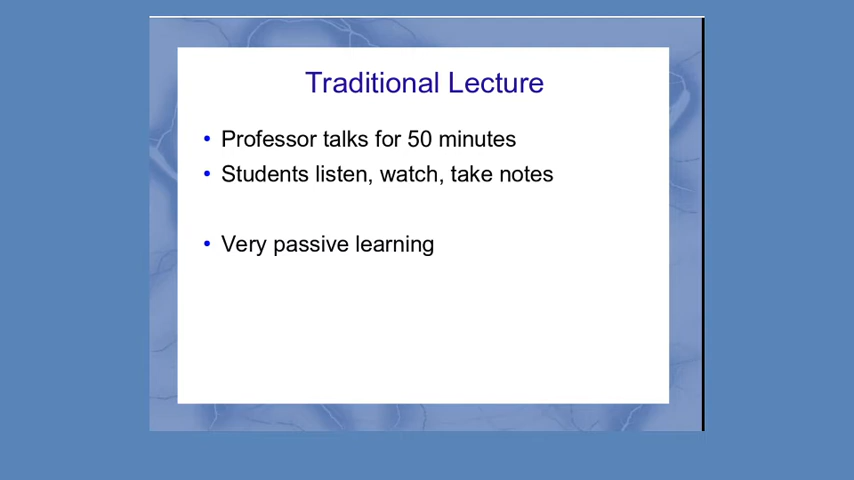 Traditional Lecture
• Professor talks for 50 minutes
• Students listen, watch, take notes
• Very passive learning